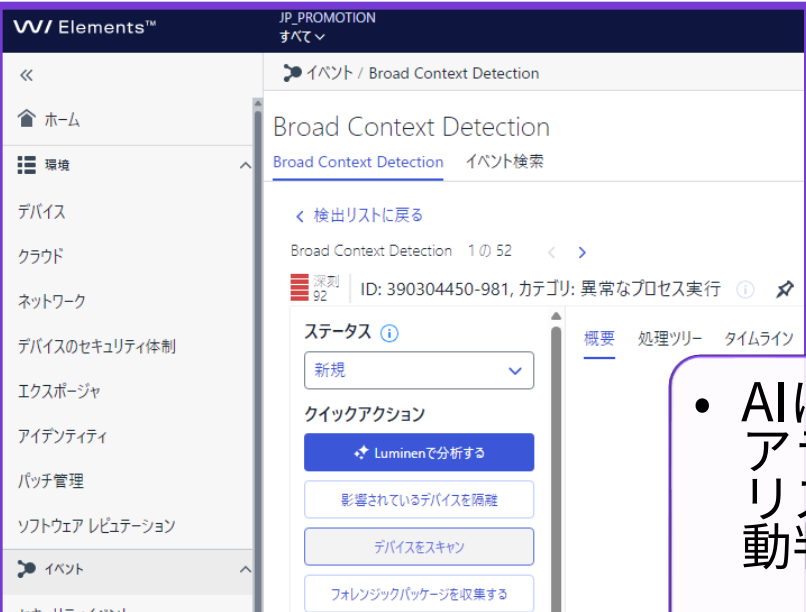 W/ Elements™
JP_PROMOTION
すべて
イベント / Broad Context Detection
ホーム
環境
デバイス
クラウド
ネットワーク
デバイスのセキュリティ体制
エクスポージャ
アイデンティティ
パッチ管理
ソフトウェア レピュテーション
イベント
Broad Context Detection
Broad Context Detection イベント検索
検出リストに戻る
Broad Context Detection 1 の 52
深刻
92
ID: 390304450-981, カテゴリ: 異常なプロセス実行
ステータス
新規
クイックアクション
Luminenで分析する
影響されているデバイスを隔離
デバイスをスキャン
フォレンジックパッケージを収集する
概要 処理ツリー タイムライン
• AI
ア
リ
動